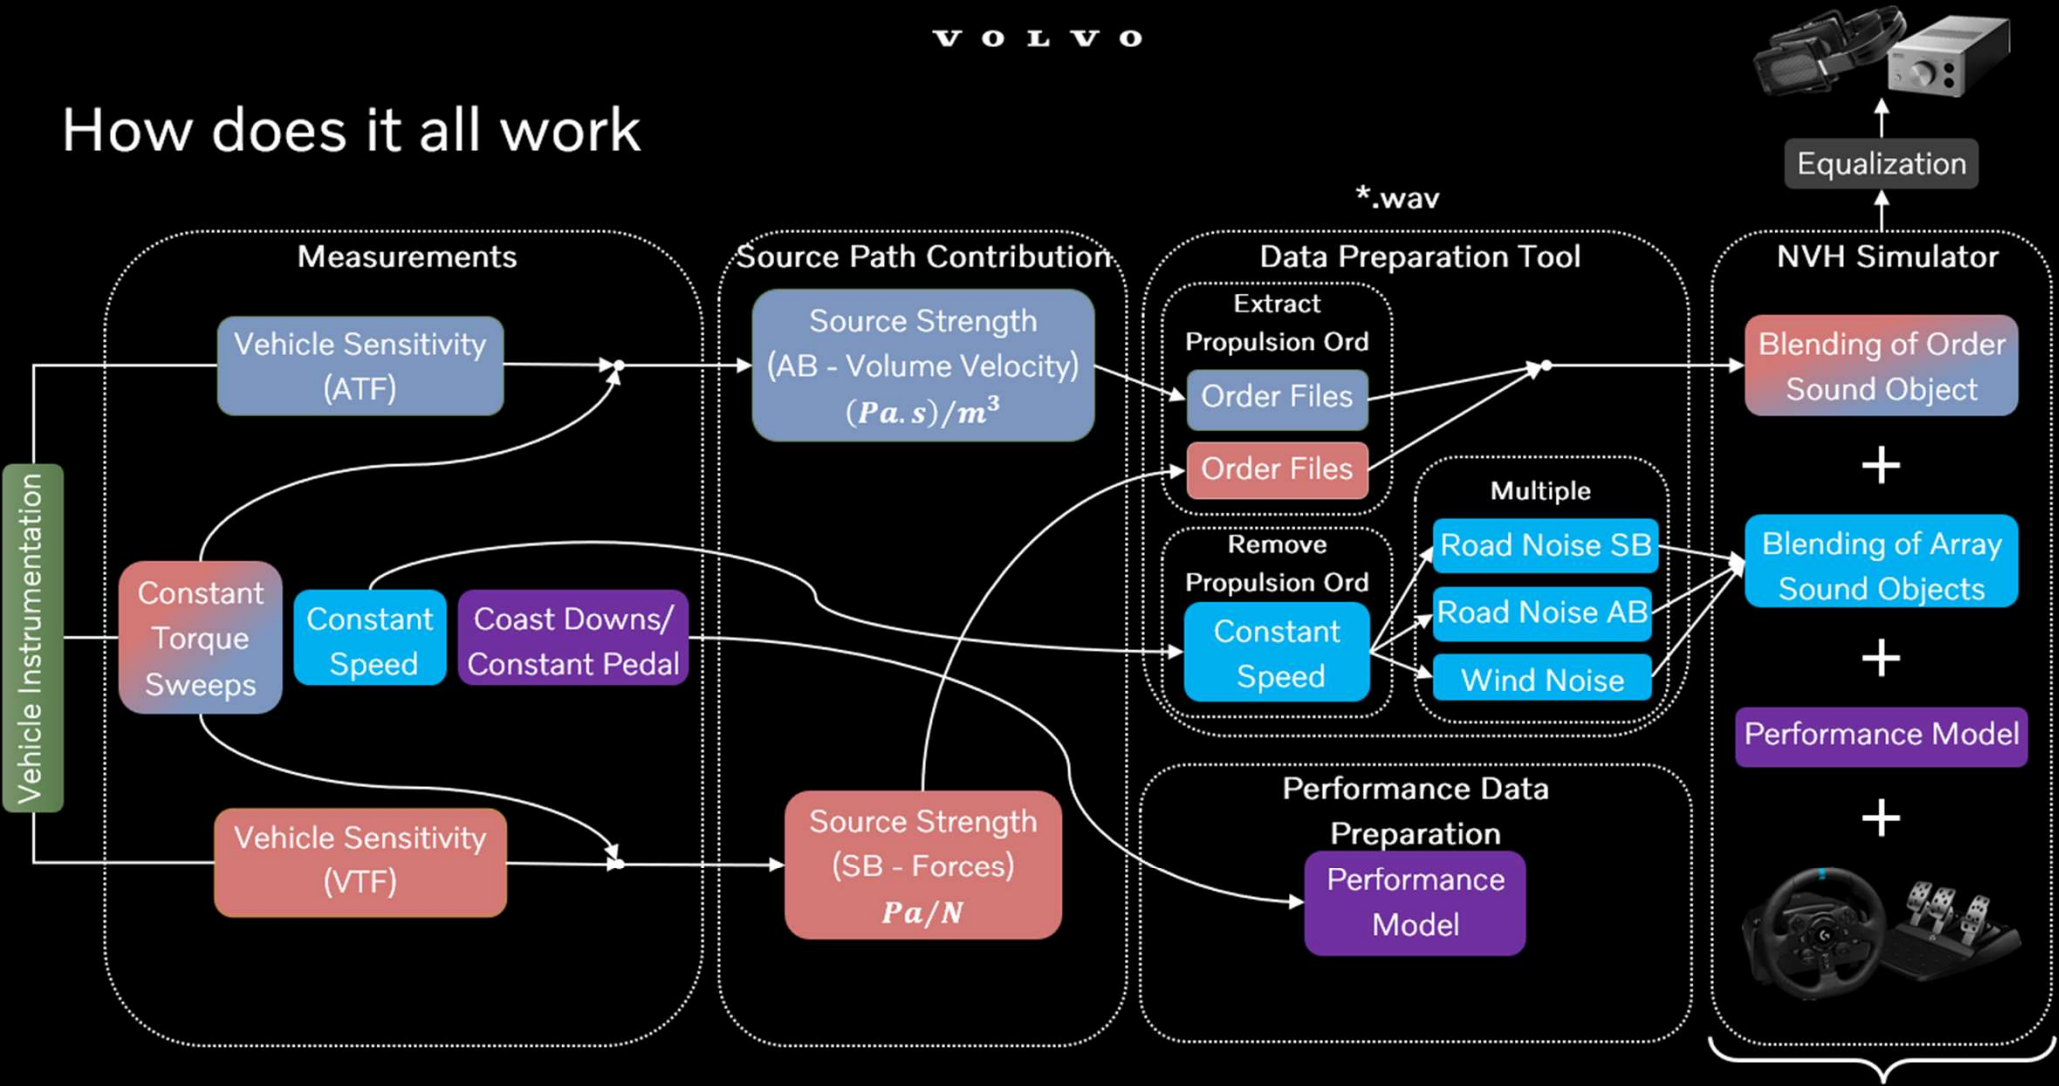 VOLVO
How does it all work
*.wav
Equalization
Measurements
Source Path Contribution
Data Preparation Tool
NVH Simulator
Vehicle Instrumentation
Vehicle Sensitivity
(ATF)
Constant
Torque
Sweeps
Constant
Speed
Coast Downs/
Constant Pedal
Vehicle Sensitivity
(VTF)
Source Strength
(AB - Volume Velocity)
(Pa.s)/m³
Source Strength
(SB - Forces)
Pa/N
Extract
Propulsion Ord
Order Files
Order Files
Remove
Propulsion Ord
Constant
Speed
Multiple
Road Noise SB
Road Noise AB
Wind Noise
Performance Data
Preparation
Performance
Model
Blending of Order
Sound Object
+
Blending of Array
Sound Objects
+
Performance Model
+